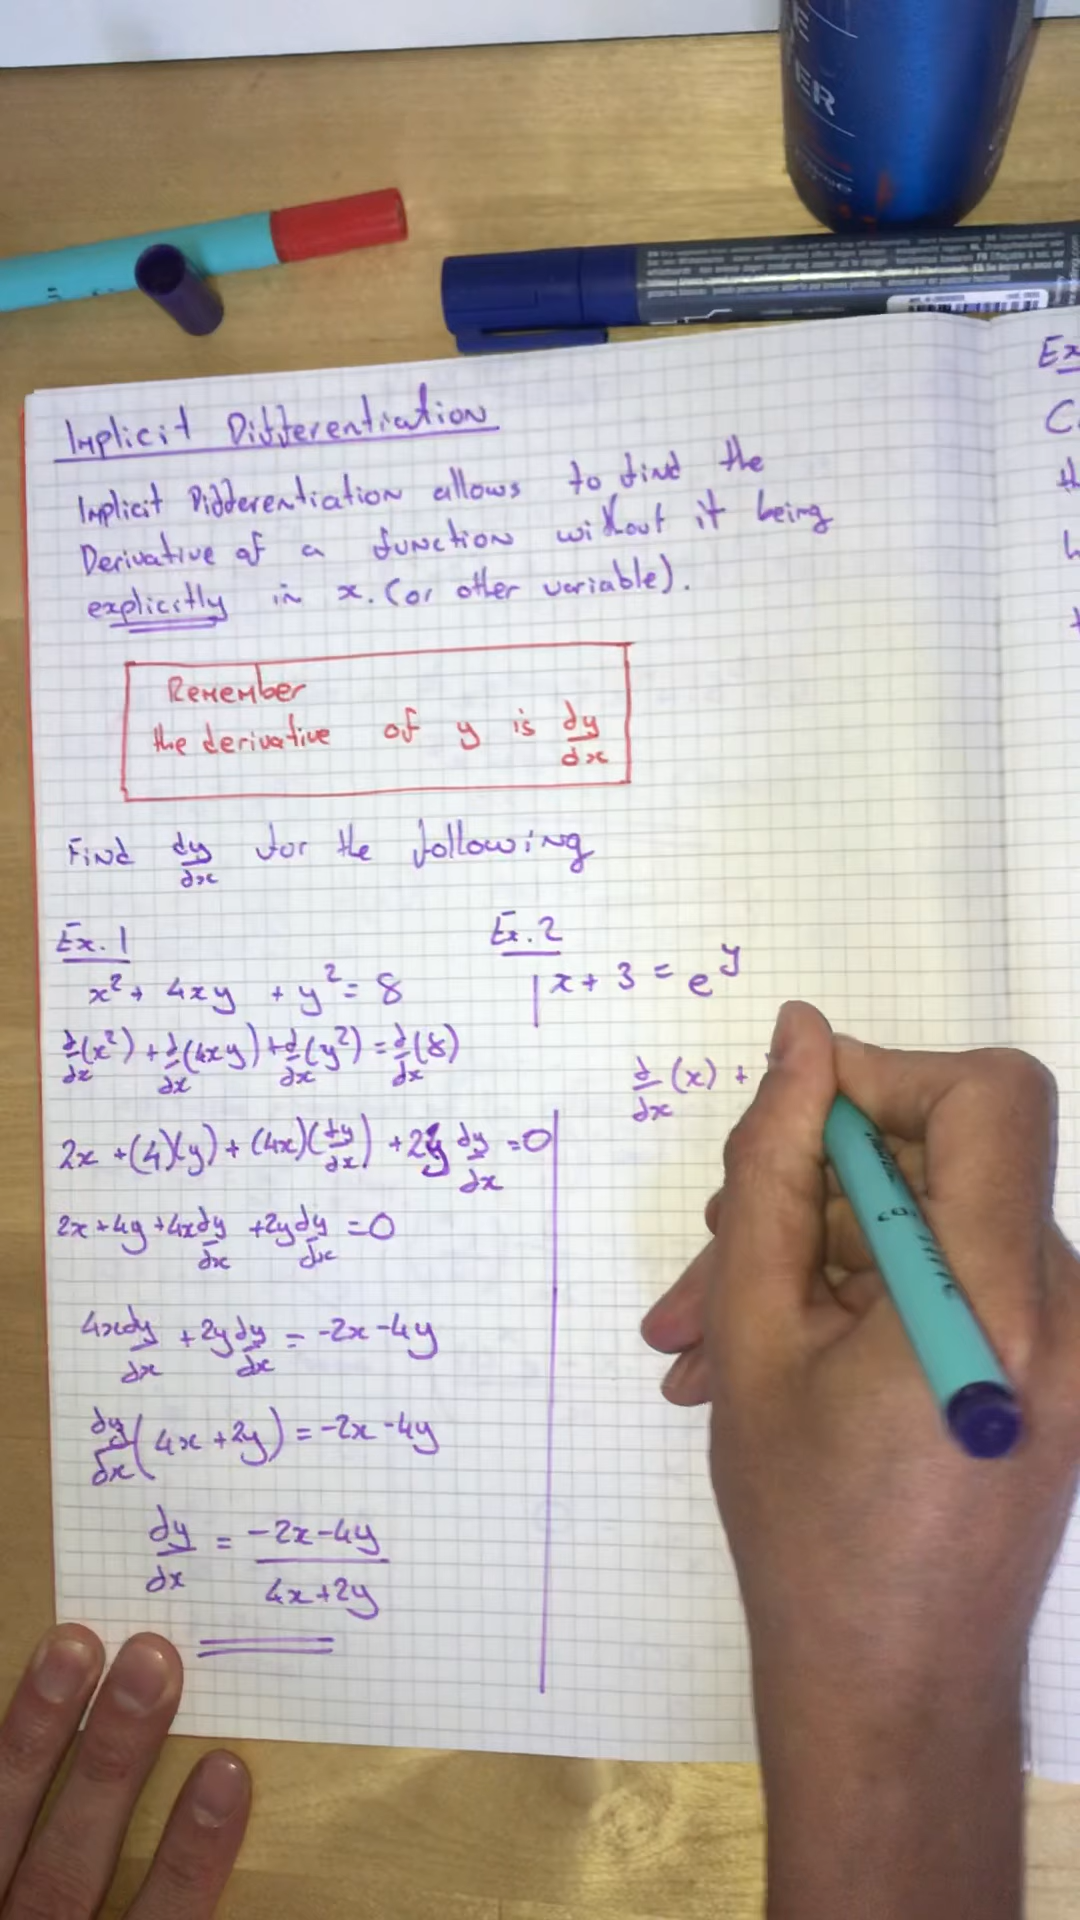 E
TER
Implicit Differentiation
Implicit Differentiation allows to find the
Derivative of a function without it being
explicitly in x. (or other variable).
Remember
the derivative of y is dy/dx
Find dy/dx for the following
Ex. 1
x² + 4xy + y² = 8
d/dx(x²) + d/dx(4xy) + d/dx(y²) = d/dx(8)
2x + (4)(y) + (4x)(dy/dx) + 2y dy/dx = 0
2x + 4y + 4x dy/dx + 2y dy/dx = 0
4x dy/dx + 2y dy/dx = -2x - 4y
dy/dx (4x + 2y) = -2x - 4y
dy/dx = -2x - 4y / 4x + 2y
Ex. 2
x + 3 = e^y
d/dx (x) +
Ex